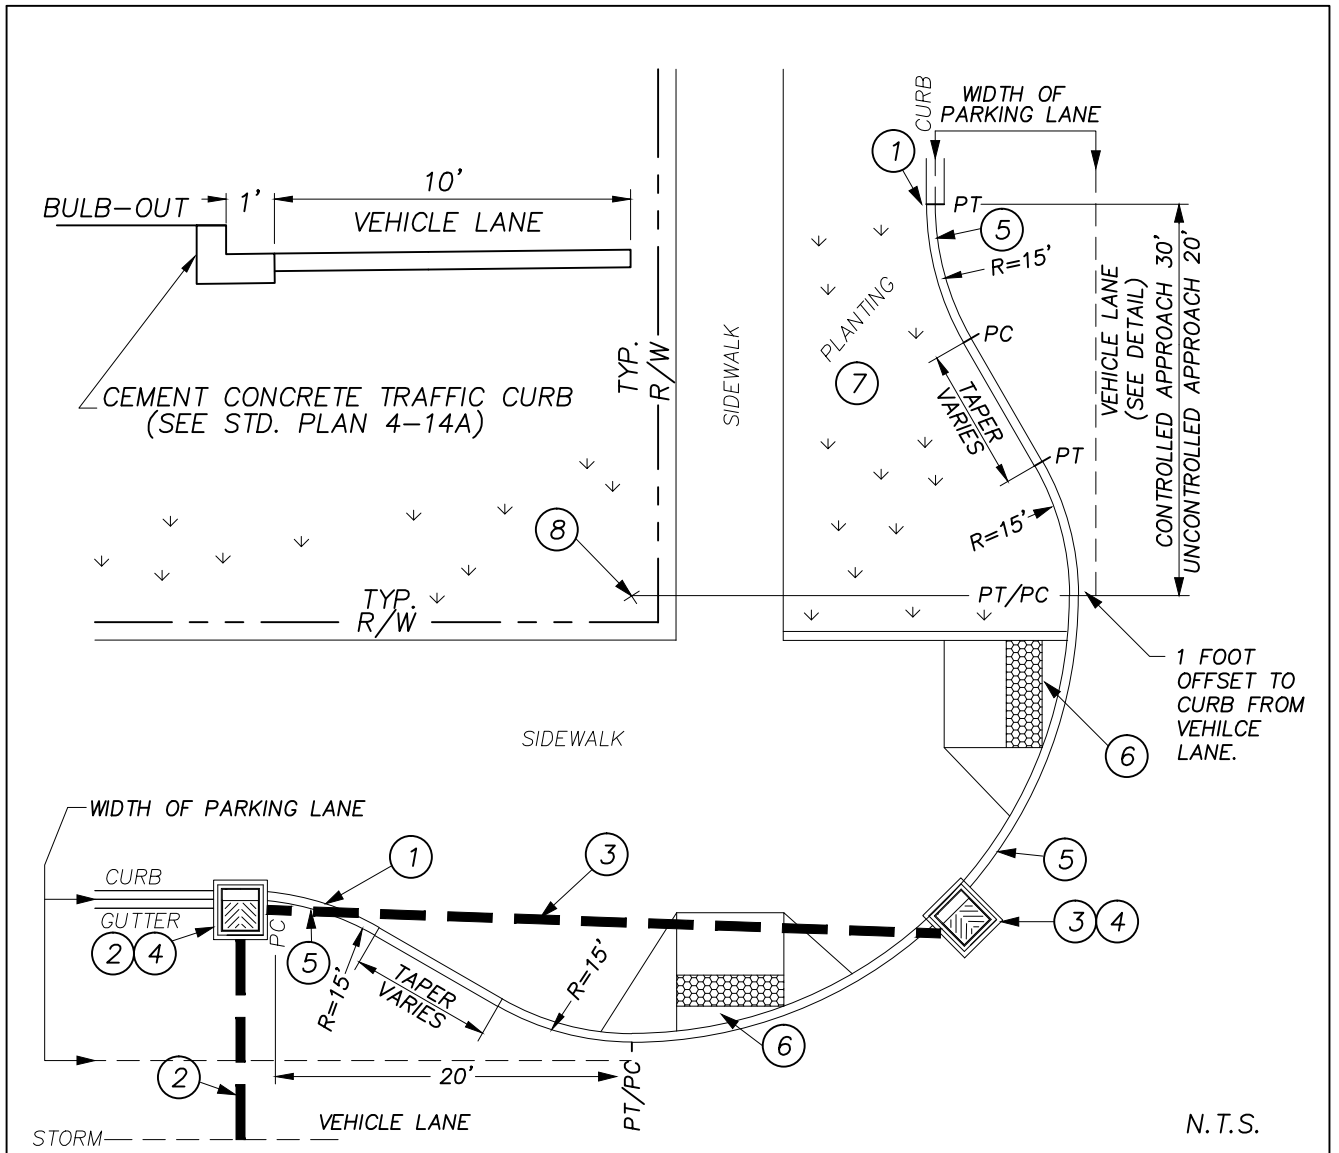 CURB
WIDTH OF
PARKING LANE
1
PT
5
R=15'
10'
1'
BULB-OUT
VEHICLE LANE
CEMENT CONCRETE TRAFFIC CURB
(SEE STD. PLAN 4-14A)
TYP.
R/W
SIDEWALK
PLANTING
7
PC
TAPER
VARIES
PT
R=15'
VEHICLE LANE
(SEE DETAIL)
CONTROLLED APPROACH 30'
UNCONTROLLED APPROACH 20'
8
TYP.
R/W
PT/PC
1 FOOT
OFFSET TO
CURB FROM
VEHILCE
LANE.
6
SIDEWALK
WIDTH OF PARKING LANE
1
3
5
CURB
GUTTER
2 4
PC
5
R=15'
TAPER
VARIES
R=15'
3 4
6
2
20'
PT/PC
VEHICLE LANE
STORM
N.T.S.